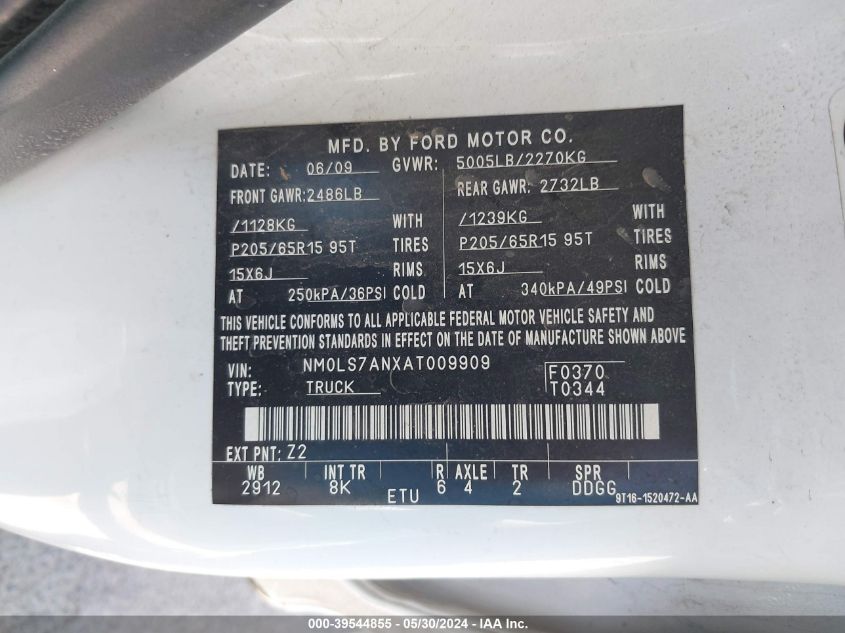 MFD. BY FORD MOTOR CO.
DATE: 06/09 GVWR: 5005LB/2270KG
FRONT GAWR: 2486LB REAR GAWR: 2732LB
/1128KG WITH /1239KG WITH
P205/65R15 95T TIRES P205/65R15 95T TIRES
15X6J RIMS 15X6J RIMS
AT 250kPA/36PSI COLD AT 340kPA/49PSI COLD
THIS VEHICLE CONFORMS TO ALL APPLICABLE FEDERAL MOTOR VEHICLE SAFETY AND
THEFT PREVENTION STANDARDS IN EFFECT ON THE DATE OF MANUFACTURE SHOWN ABOVE
VIN: NM0LS7ANXAT009909 F0370
TYPE: TRUCK T0344
EXT PNT: Z2
WB INT TR R AXLE TR SPR
2912 8K ETU 6 4 2 DDGG 9T16-1520472-AA
000-39544855 - 05/30/2024 - IAA, Inc.